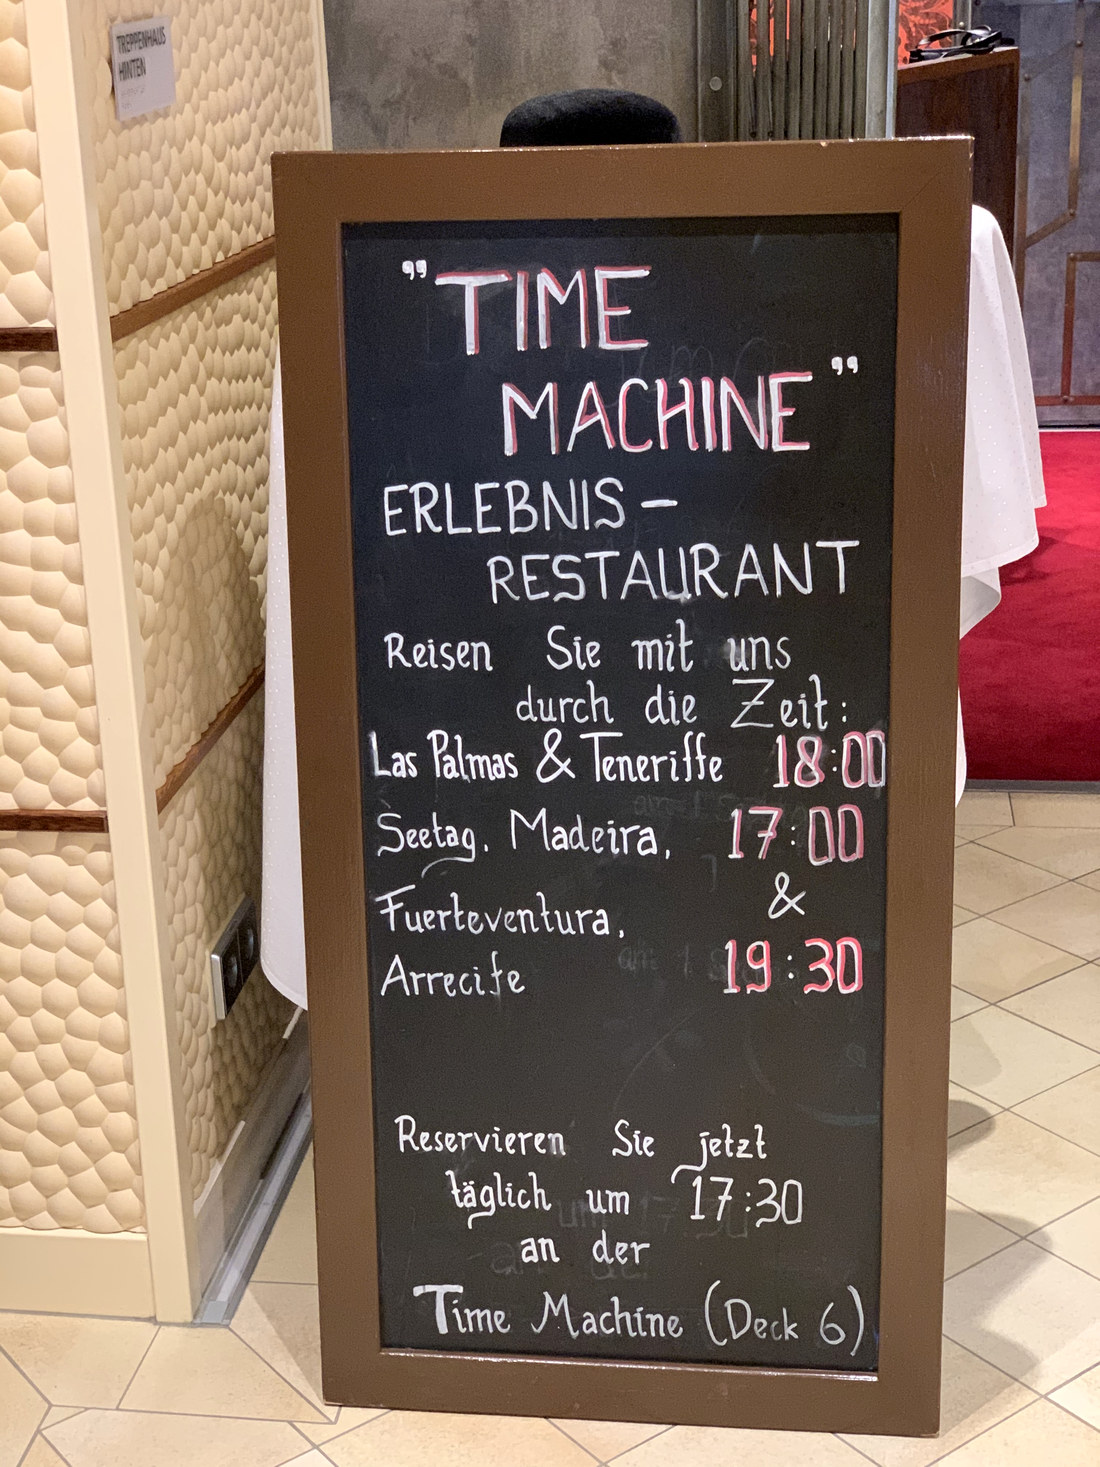 TREPPENHAUS
HINTEN
"TIME
MACHINE"
ERLEBNIS-
RESTAURANT
Reisen Sie mit uns
durch die Zeit:
Las Palmas & Teneriffe 18:00
Seetag, Madeira, 17:00
&
Fuerteventura,
Arrecife 19:30
Reservieren Sie jetzt
täglich um 17:30
an der
Time Machine (Deck 6)